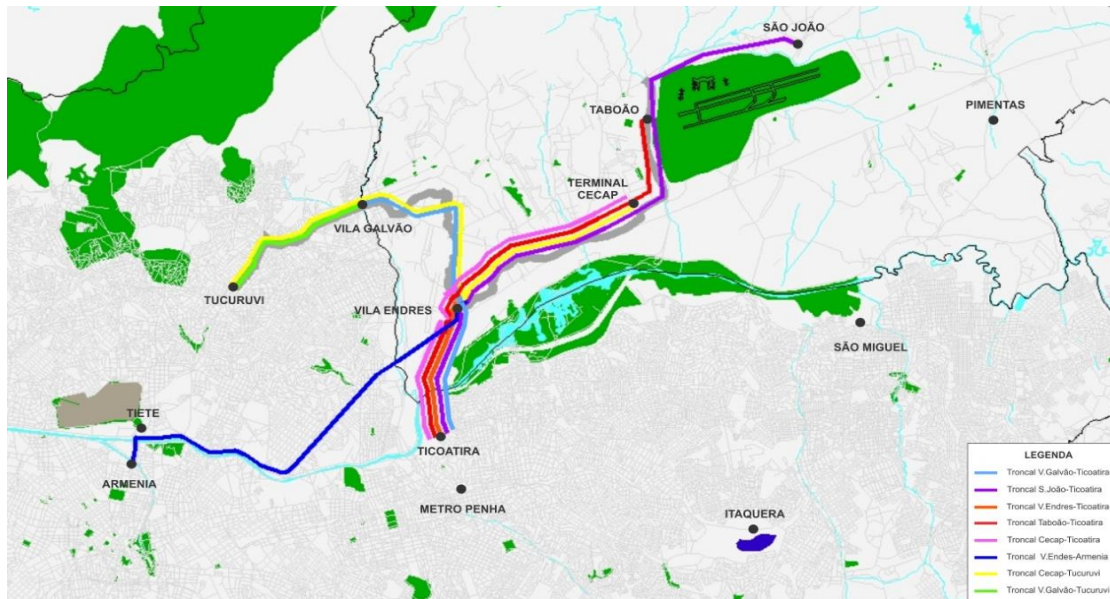 SÃO JOÃO
TABOÃO
PIMENTAS
TERMINAL
CECAP
VILA GALVÃO
TUCURUVI
VILA ENDRES
SÃO MIGUEL
TIETE
TICOATIRA
ARMENIA
METRO PENHA
ITAQUERA
LEGENDA
Troncal V.Galvão-Ticoatira
Troncal S.João-Ticoatira
Troncal V.Endres-Ticoatira
Troncal Taboão-Ticoatira
Troncal Cecap-Ticoatira
Troncal V.Endes-Armenia
Troncal Cecap-Tucuruvi
Troncal V.Galvão-Tucuruvi